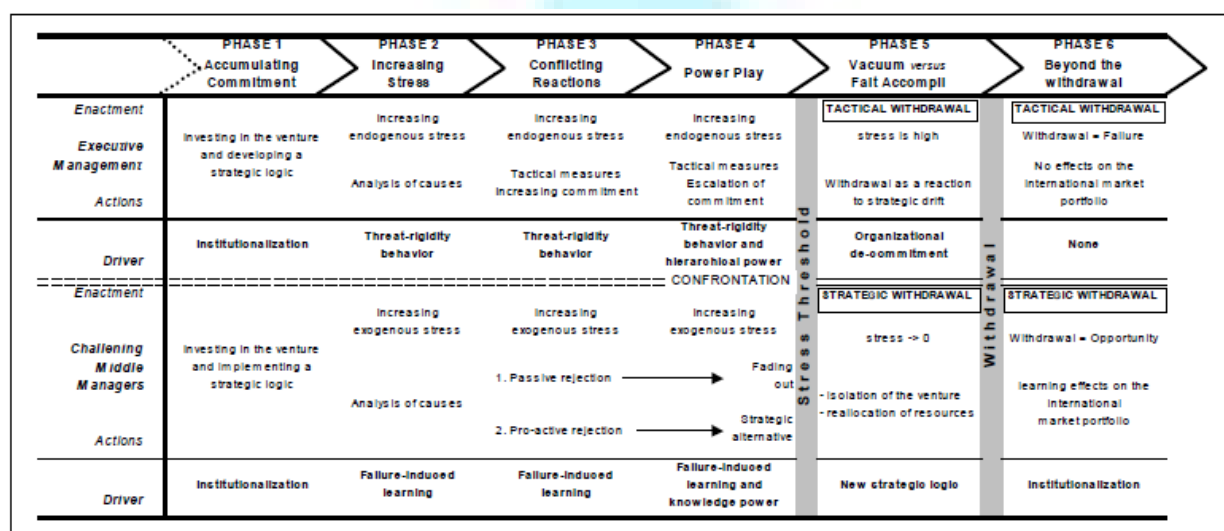 PHASE 1 PHASE 2 PHASE 3 PHASE 4 PHASE 5 PHASE 6
Accumulating Increasing Conflicting Power Play Vacuum versus Beyond the
Commitment Stress Reactions Fait Accompli withdrawal
Enactment
Executive
Management
Actions
Investing in the venture
and developing a
strategic logic
Increasing
endogenous stress
Analysis of causes
Increasing
endogenous stress
Tactical measures
Increasing commitment
Increasing
endogenous stress
Tactical measures
Escalation of
commitment
TACTICAL WITHDRAWAL
stress is high
Withdrawal as a reaction
to strategic drift
TACTICAL WITHDRAWAL
Withdrawal = Failure
No effects on the
international market
portfolio
Driver
Institutionalization
Threat-rigidity
behavior
Threat-rigidity
behavior
Threat-rigidity
behavior and
hierarchical power
Organizational
de-commitment
None
CONFRONTATION
Stress Threshold
Withdrawal
Enactment
Challening
Middle
Managers
Actions
Investing in the venture
and implementing a
strategic logic
Increasing
exogenous stress
Analysis of causes
Increasing
exogenous stress
1. Passive rejection
2. Pro-active rejection
Increasing
exogenous stress
Fading
out
Strategic
alternative
STRATEGIC WITHDRAWAL
stress -> 0
- isolation of the venture
- reallocation of resources
STRATEGIC WITHDRAWAL
Withdrawal = Opportunity
learning effects on the
international
market portfolio
Driver
Institutionalization
Failure-induced
learning
Failure-induced
learning
Failure-induced
learning and
knowledge power
New strategic logic
Institutionalization